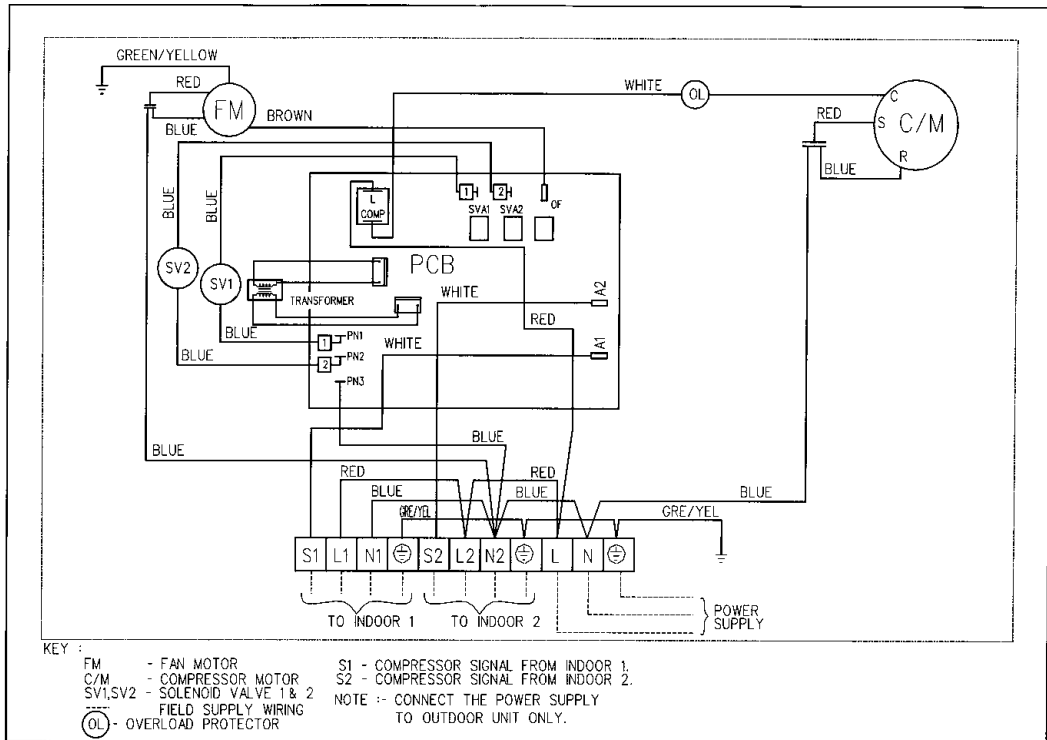 GREEN/YELLOW
RED
FM
BLUE
BROWN
WHITE
OL
C
S
R
C/M
RED
BLUE
BLUE
BLUE
L
COMP
1
2
SVA1
SVA2
OF
PCB
SV2
SV1
TRANSFORMER
WHITE
A2
RED
BLUE
BLUE
1
PN1
2
PN2
PN3
WHITE
A1
BLUE
BLUE
RED
RED
BLUE
BLUE
BLUE
GRE/YEL
GRE/YEL
S1 L1 N1 S2 L2 N2 L N
TO INDOOR 1
TO INDOOR 2
POWER
SUPPLY
KEY :
FM - FAN MOTOR
C/M - COMPRESSOR MOTOR
SV1,SV2 - SOLENOID VALVE 1 & 2
FIELD SUPPLY WIRING
OL - OVERLOAD PROTECTOR
S1 - COMPRESSOR SIGNAL FROM INDOOR 1.
S2 - COMPRESSOR SIGNAL FROM INDOOR 2.
NOTE :- CONNECT THE POWER SUPPLY
TO OUTDOOR UNIT ONLY.